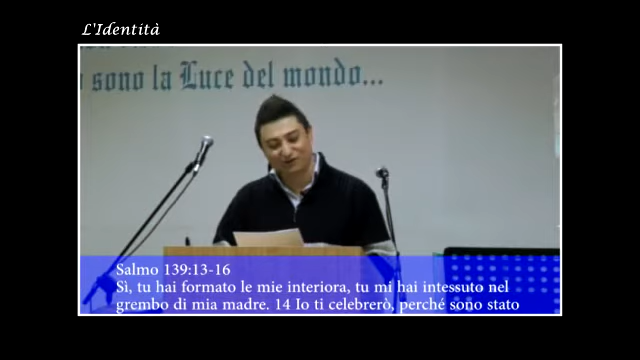 L'Identità
sono la Luce del mondo...
Salmo 139:13-16
Sì, tu hai formato le mie interiora, tu mi hai intessuto nel
grembo di mia madre. 14 Io ti celebrerò, perché sono stato